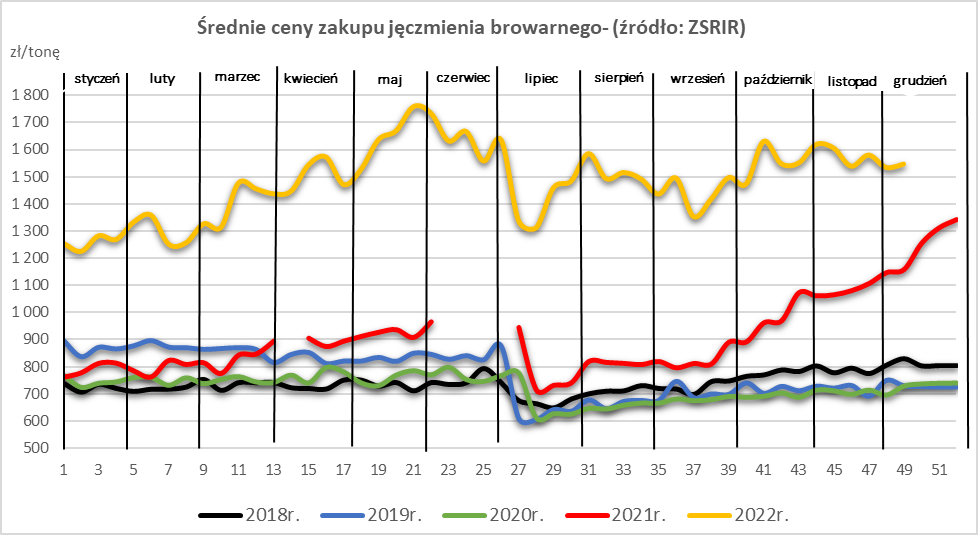 Średnie ceny zakupu jęczmienia browarnego- (źródło: ZSRIR)
zł/tonę
styczeń luty marzec kwiecień maj czerwiec lipiec sierpień wrzesień październik listopad grudzień
1 800
1 700
1 600
1 500
1 400
1 300
1 200
1 100
1 000
900
800
700
600
500
1 3 5 7 9 11 13 15 17 19 21 23 25 27 29 31 33 35 37 39 41 43 45 47 49 51
2018r. 2019r. 2020r. 2021r. 2022r.